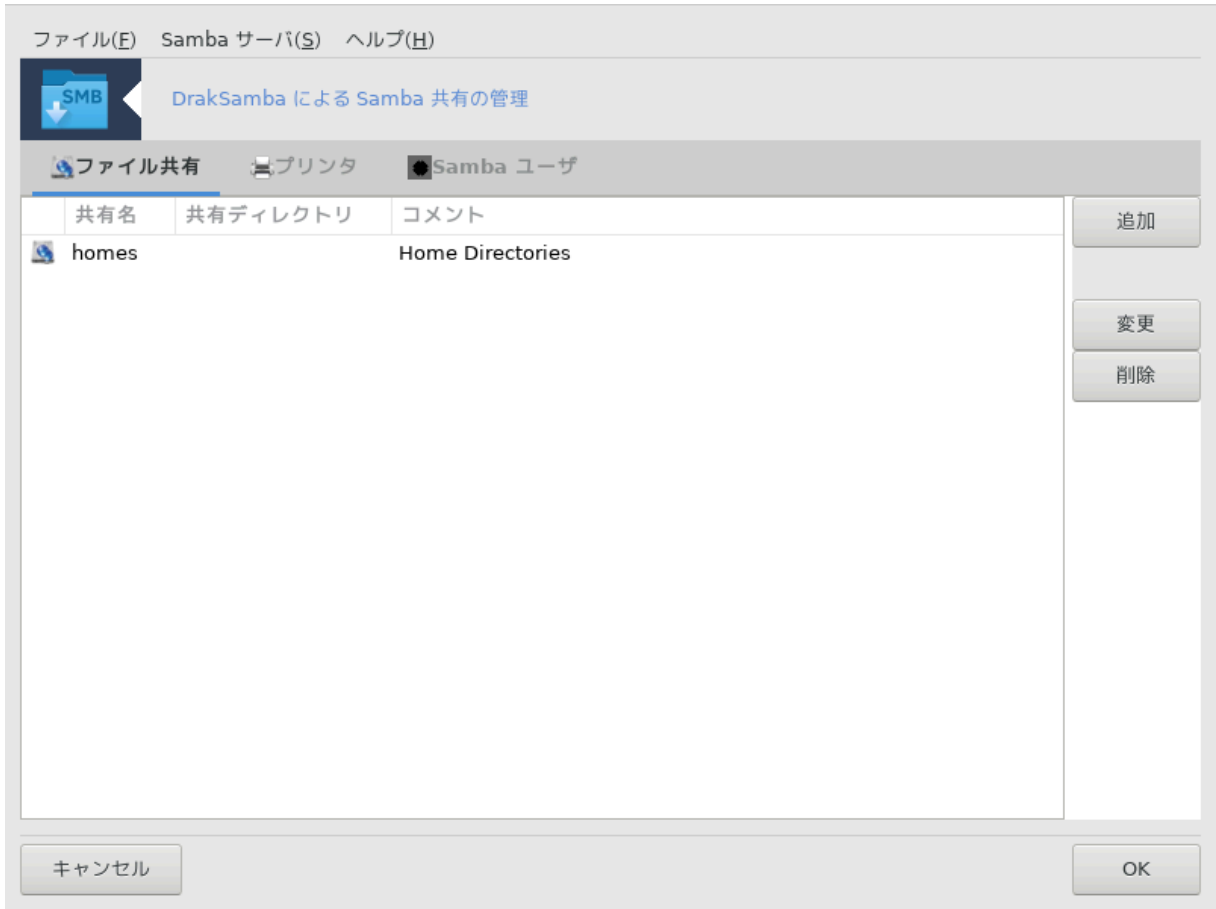 ファイル(F) Samba サーバ(S) ヘルプ(H)
SMB
DrakSamba による Samba 共有の管理
ファイル共有 プリンタ Samba ユーザ
共有名 共有ディレクトリ コメント
追加
homes Home Directories
変更
削除
キャンセル OK